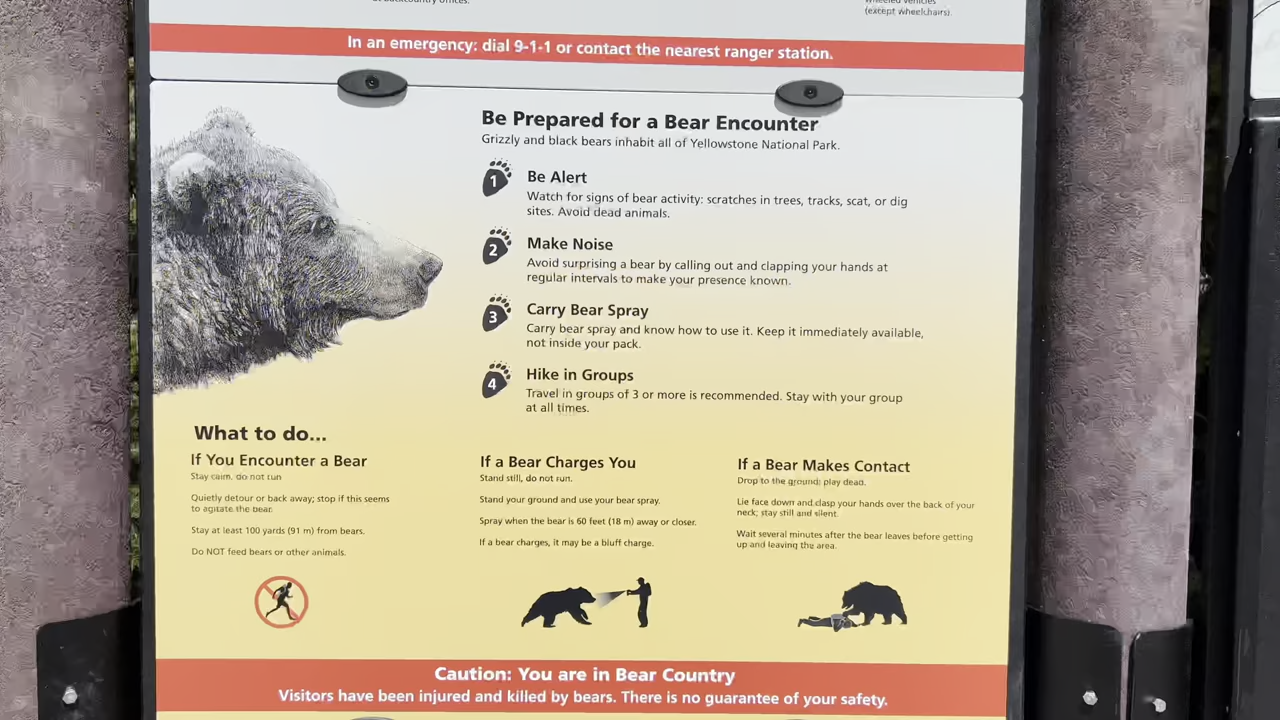 at backcountry offices.
wheeled vehicles
(except wheelchairs).
In an emergency: dial 9-1-1 or contact the nearest ranger station.
Be Prepared for a Bear Encounter
Grizzly and black bears inhabit all of Yellowstone National Park.
1
Be Alert
Watch for signs of bear activity: scratches in trees, tracks, scat, or dig
sites. Avoid dead animals.
2
Make Noise
Avoid surprising a bear by calling out and clapping your hands at
regular intervals to make your presence known.
3
Carry Bear Spray
Carry bear spray and know how to use it. Keep it immediately available,
not inside your pack.
4
Hike in Groups
Travel in groups of 3 or more is recommended. Stay with your group
at all times.
What to do...
If You Encounter a Bear
Stay calm, do not run
Quietly detour or back away; stop if this seems
to agitate the bear.
Stay at least 100 yards (91 m) from bears.
Do NOT feed bears or other animals.
If a Bear Charges You
Stand still, do not run.
Stand your ground and use your bear spray.
Spray when the bear is 60 feet (18 m) away or closer.
If a bear charges, it may be a bluff charge.
If a Bear Makes Contact
Drop to the ground; play dead.
Lie face down and clasp your hands over the back of your
neck; stay still and silent.
Wait several minutes after the bear leaves before getting
up and leaving the area.
Caution: You are in Bear Country
Visitors have been injured and killed by bears. There is no guarantee of your safety.